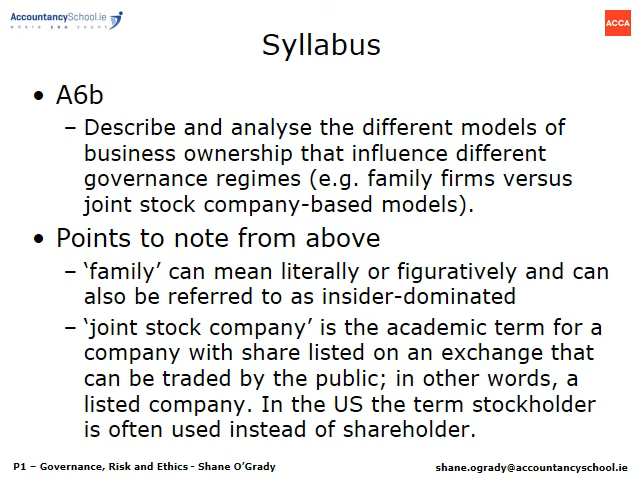 AccountancySchool.ie
where you count
ACCA
Syllabus
• A6b
– Describe and analyse the different models of
business ownership that influence different
governance regimes (e.g. family firms versus
joint stock company-based models).
• Points to note from above
– ‘family’ can mean literally or figuratively and can
also be referred to as insider-dominated
– ‘joint stock company’ is the academic term for a
company with share listed on an exchange that
can be traded by the public; in other words, a
listed company. In the US the term stockholder
is often used instead of shareholder.
P1 – Governance, Risk and Ethics - Shane O’Grady
shane.ogrady@accountancyschool.ie